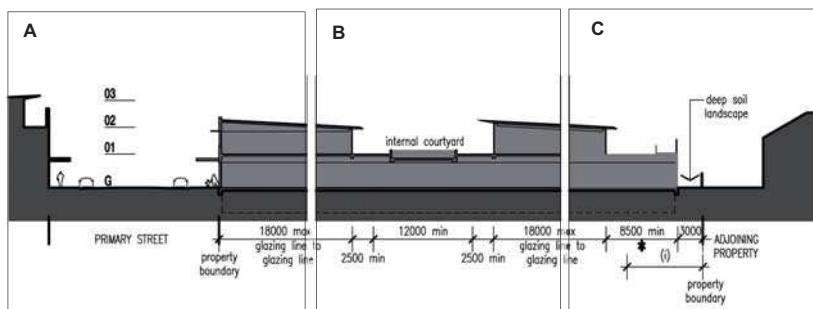 A
B
C
03
02
01
G
internal courtyard
deep soil
landscape
PRIMARY STREET
property
boundary
18000 max
glazing line to
glazing line
2500 min
12000 min
2500 min
18000 max
glazing line to
glazing line
8500 min
3000
(i)
ADJOINING
PROPERTY
property
boundary